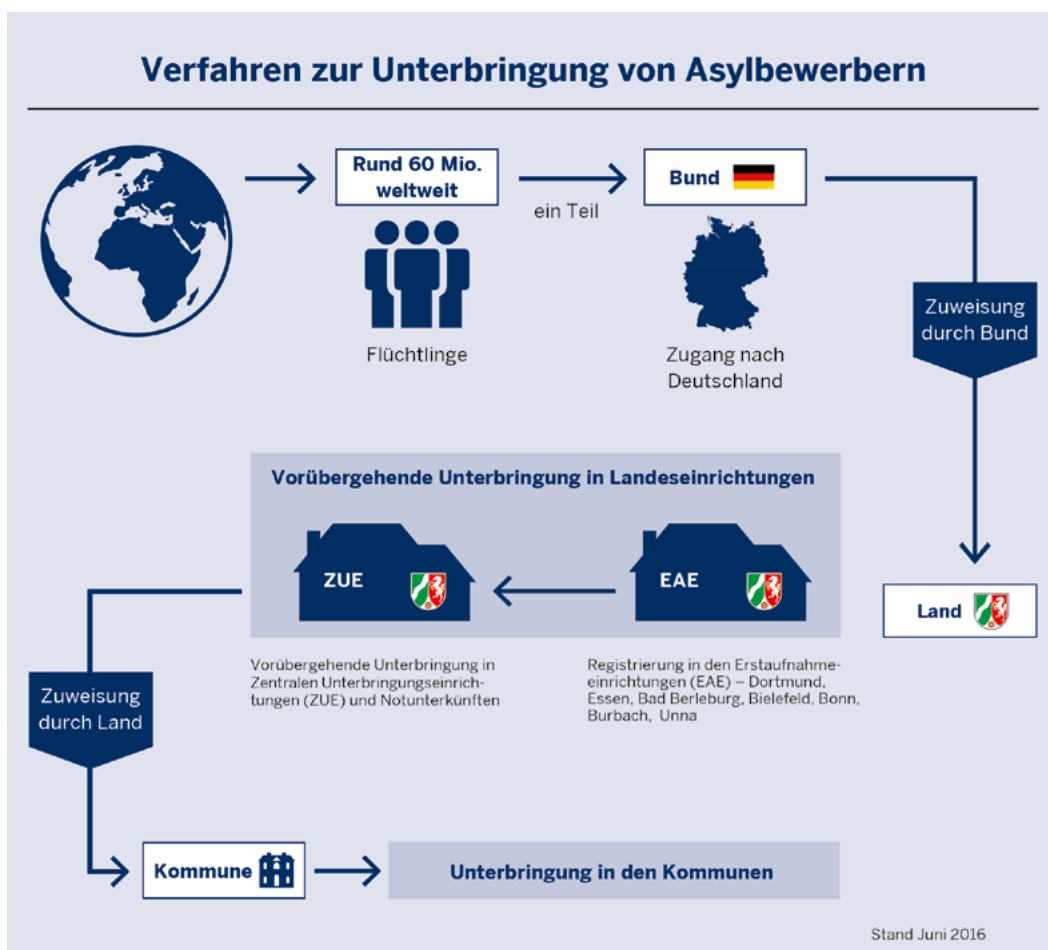 Verfahren zur Unterbringung von Asylbewerbern
Rund 60 Mio.
weltweit
ein Teil
Bund
Flüchtlinge
Zugang nach
Deutschland
Zuweisung
durch Bund
Land
Vorübergehende Unterbringung in Landeseinrichtungen
ZUE
EAE
Vorübergehende Unterbringung in
Zentralen Unterbringungseinrich-
tungen (ZUE) und Notunterkünften
Registrierung in den Erstaufnahme-
einrichtungen (EAE) – Dortmund,
Essen, Bad Berleburg, Bielefeld, Bonn,
Burbach, Unna
Zuweisung
durch Land
Kommune
Unterbringung in den Kommunen
Stand Juni 2016